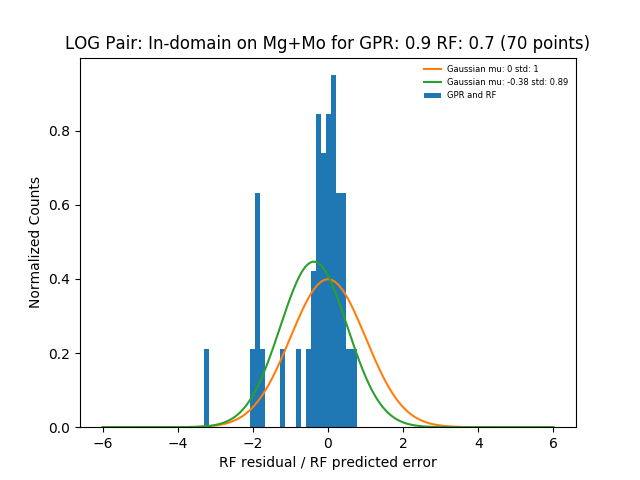 LOG Pair: In-domain on Mg+Mo for GPR: 0.9 RF: 0.7 (70 points)
Gaussian mu: 0 std: 1
Gaussian mu: -0.38 std: 0.89
GPR and RF
Normalized Counts
0.8
0.6
0.4
0.2
0.0
−6
−4
−2
0
2
4
6
RF residual / RF predicted error